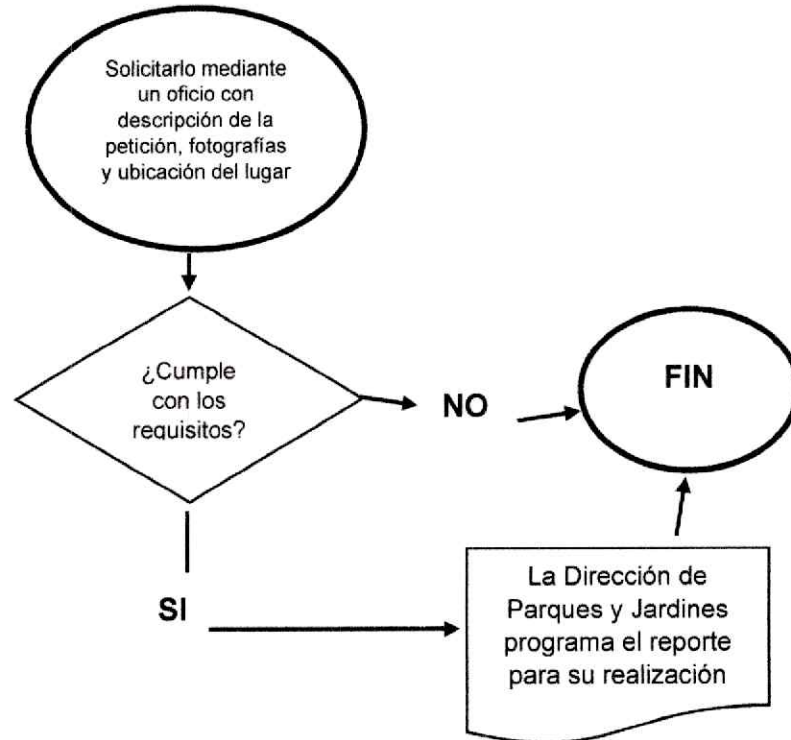 Solicitarlo mediante
un oficio con
descripción de la
petición, fotografías
y ubicación del lugar
¿Cumple
con los
requisitos?
NO
FIN
SI
La Dirección de
Parques y Jardines
programa el reporte
para su realización